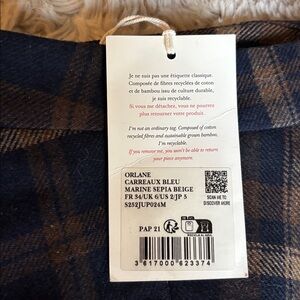 Je ne suis pas une étiquette classique.
Composée de fibres recyclées de coton
et de bambou issu de culture durable,
je suis recyclable.
Si vous me détachez, vous ne pourrez
plus retourner votre produit.
I'm not an ordinary tag. Composed of cotton
recycled fibres and sustainable grown bamboo,
I'm recyclable.
If you remove me, you won't be able to return
your piece anymore.
ORLANE
CARREAUX BLEU
MARINE SEPIA BEIGE
FR 34/UK 6/US 2/JP 5
S252JUP024M
SCAN ME TO
DISCOVER MORE
PAP 21
3 617000 623374